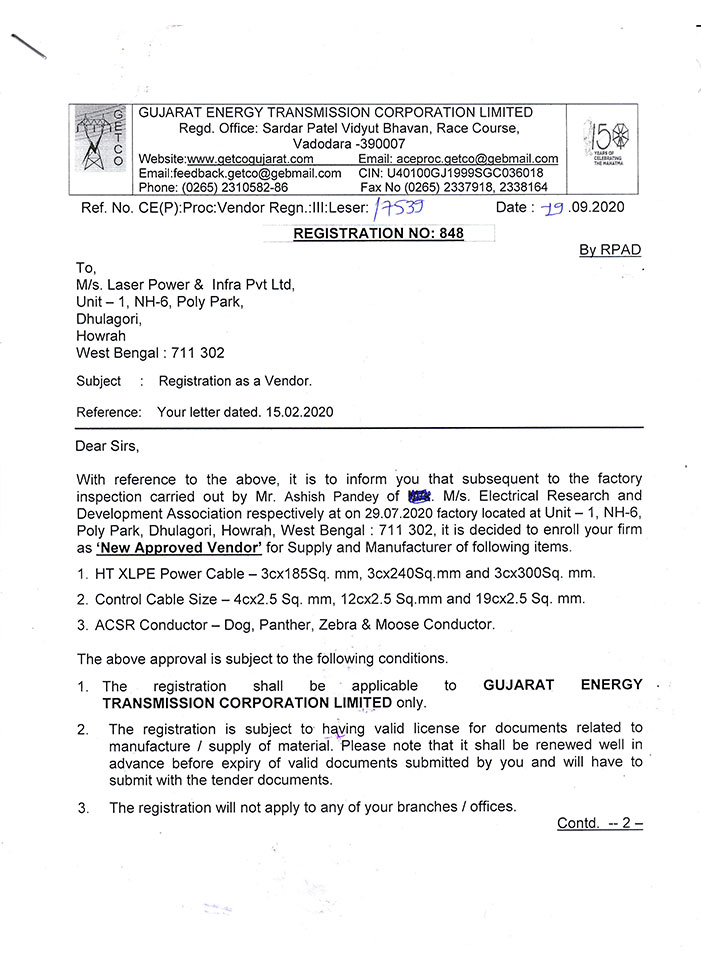 GETCO
GUJARAT ENERGY TRANSMISSION CORPORATION LIMITED
Regd. Office: Sardar Patel Vidyut Bhavan, Race Course,
Vadodara -390007
Website:www.getcogujarat.com Email: aceproc.getco@gebmail.com
Email:feedback.getco@gebmail.com CIN: U40100GJ1999SGC036018
Phone: (0265) 2310582-86 Fax No (0265) 2337918, 2338164
150
YEARS OF
CELEBRATING
THE MAHATMA
Ref. No. CE(P):Proc:Vendor Regn.:III:Leser: 17539 Date : 19 .09.2020
REGISTRATION NO: 848
By RPAD
To,
M/s. Laser Power & Infra Pvt Ltd,
Unit – 1, NH-6, Poly Park,
Dhulagori,
Howrah
West Bengal : 711 302
Subject : Registration as a Vendor.
Reference: Your letter dated. 15.02.2020
Dear Sirs,
With reference to the above, it is to inform you that subsequent to the factory
inspection carried out by Mr. Ashish Pandey of . M/s. Electrical Research and
Development Association respectively at on 29.07.2020 factory located at Unit – 1, NH-6,
Poly Park, Dhulagori, Howrah, West Bengal : 711 302, it is decided to enroll your firm
as ‘New Approved Vendor’ for Supply and Manufacturer of following items.
1. HT XLPE Power Cable – 3cx185Sq. mm, 3cx240Sq.mm and 3cx300Sq. mm.
2. Control Cable Size – 4cx2.5 Sq. mm, 12cx2.5 Sq.mm and 19cx2.5 Sq. mm.
3. ACSR Conductor – Dog, Panther, Zebra & Moose Conductor.
The above approval is subject to the following conditions.
1. The registration shall be applicable to GUJARAT ENERGY
TRANSMISSION CORPORATION LIMITED only.
2. The registration is subject to having valid license for documents related to
manufacture / supply of material. Please note that it shall be renewed well in
advance before expiry of valid documents submitted by you and will have to
submit with the tender documents.
3. The registration will not apply to any of your branches / offices.
Contd. -- 2 –